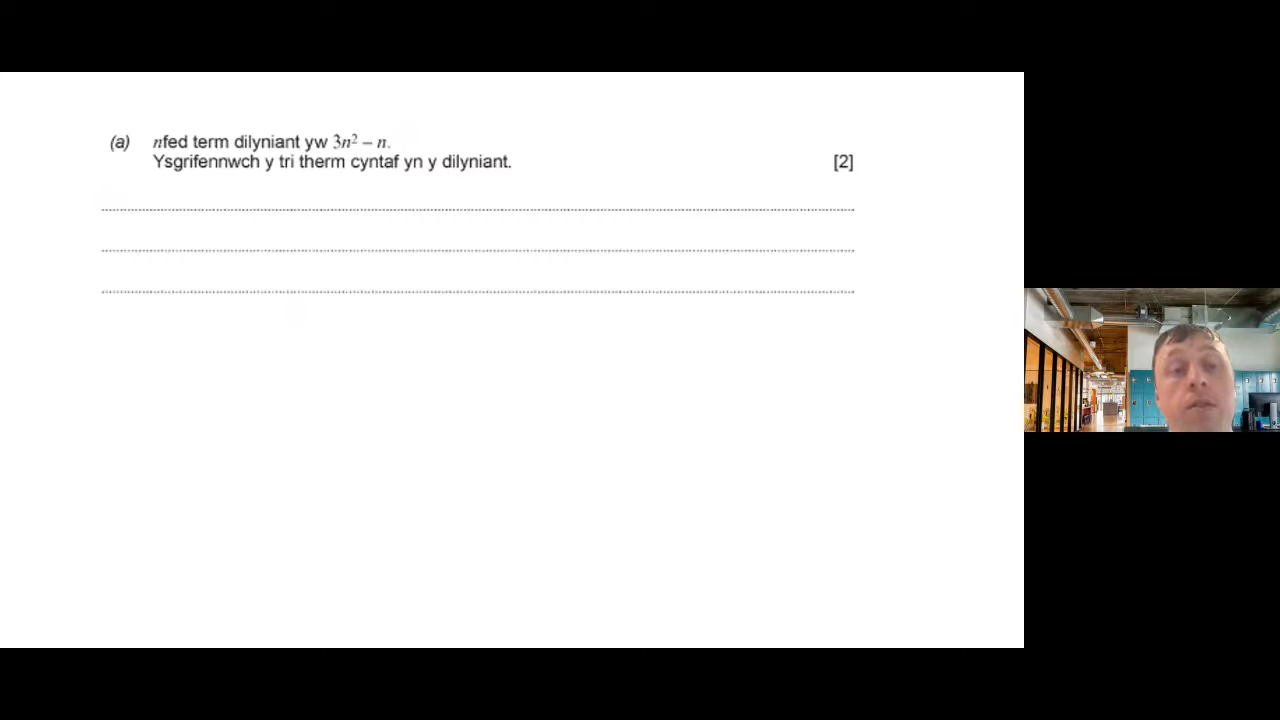 (a) nfed term dilyniant yw 3n² – n.
Ysgrifennwch y tri therm cyntaf yn y dilyniant. [2]